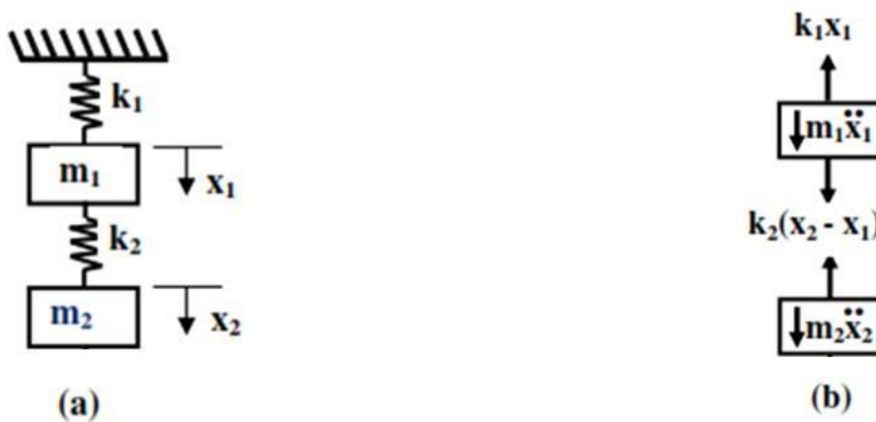 k₁
m₁
x₁
k₂
m₂
x₂
(a)
k₁x₁
m₁ẍ₁
k₂(x₂ - x₁)
m₂ẍ₂
(b)